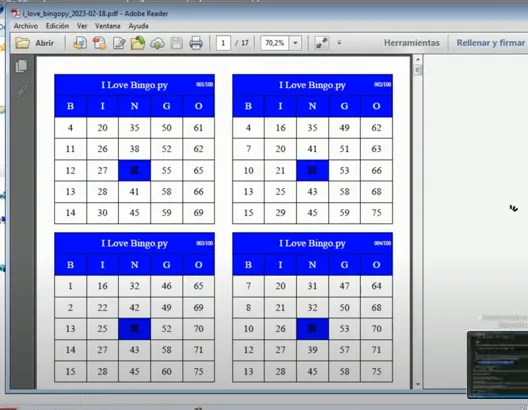 i_love_bingopy_2023-02-18.pdf - Adobe Reader
Archivo Edición Ver Ventana Ayuda
Abrir 1 / 17 70,2% Herramientas Rellenar y firmar
I Love Bingo.py 001/100
B I N G O
4 20 35 50 61
11 26 38 52 62
12 27 55 65
13 28 41 58 66
14 30 45 59 69
I Love Bingo.py 002/100
B I N G O
4 16 35 49 62
7 20 41 51 63
10 21 53 66
13 25 43 58 68
15 29 45 59 75
I Love Bingo.py 003/100
B I N G O
1 16 32 46 65
2 22 42 49 69
13 25 52 70
14 27 43 58 71
15 28 45 60 75
I Love Bingo.py 004/100
B I N G O
7 20 31 47 64
8 21 32 50 68
10 26 53 70
12 27 39 57 71
13 28 45 58 75